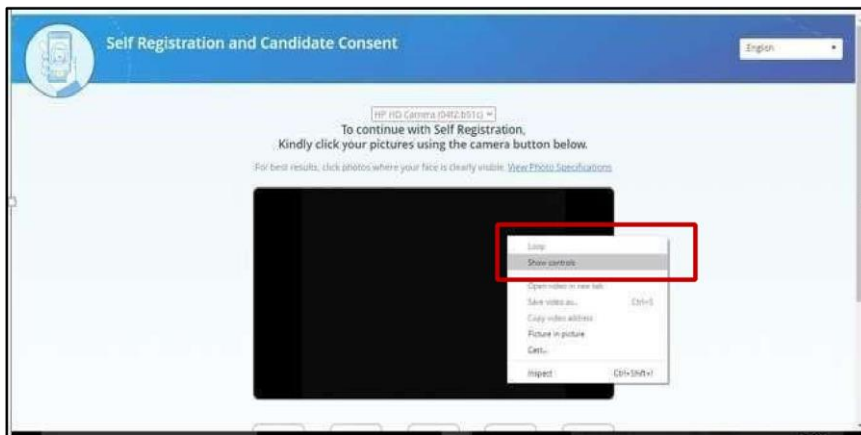 Self Registration and Candidate Consent
English
HP HD Camera (04f2:b51c)
To continue with Self Registration,
Kindly click your pictures using the camera button below.
For best results, click photos where your face is clearly visible. View Photo Specifications
Loop
Show controls
Open video in new tab
Save video as... Ctrl+S
Copy video address
Picture in picture
Cast...
Inspect Ctrl+Shift+I